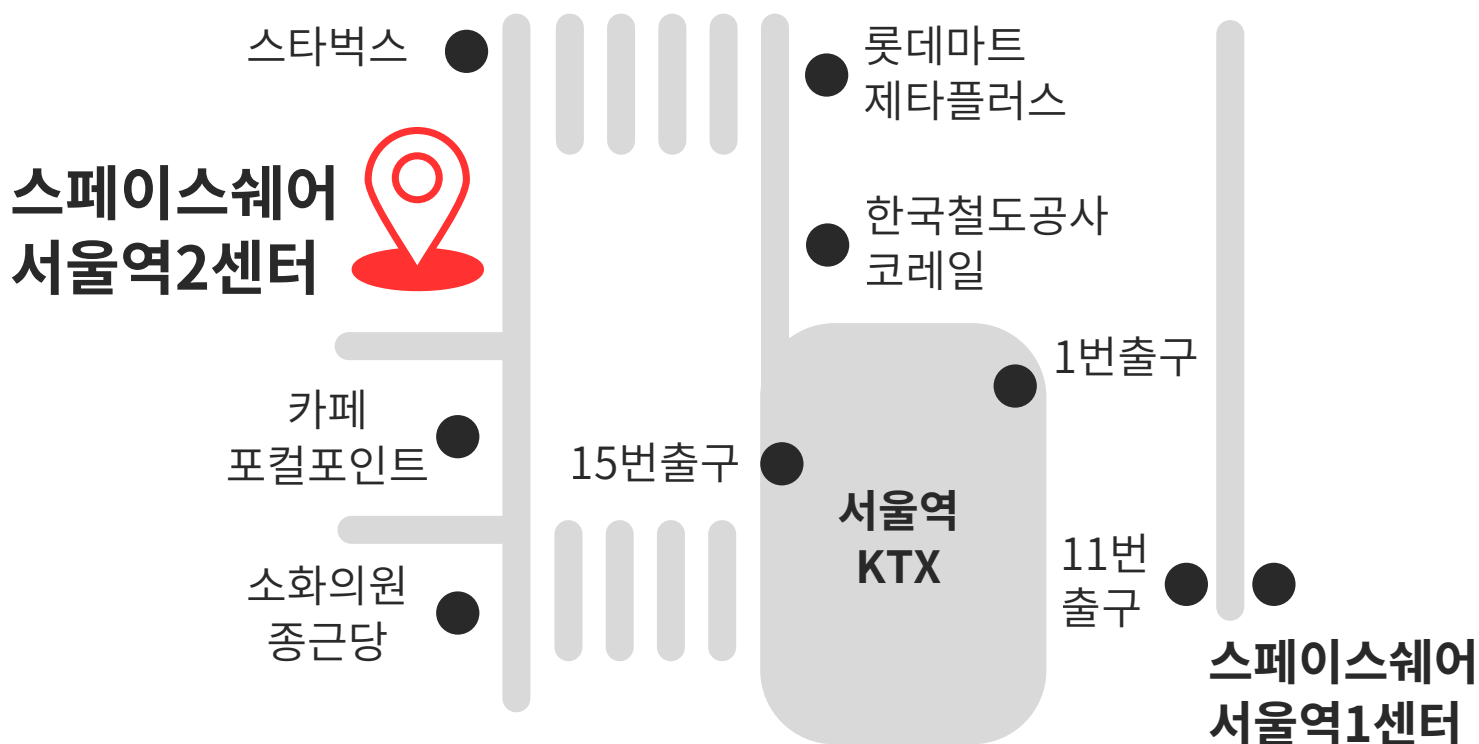 스타벅스
롯데마트
제타플러스
스페이스쉐어
서울역2센터
한국철도공사
코레일
1번출구
카페
포컬포인트
15번출구
서울역
KTX
11번
출구
소화의원
종근당
스페이스쉐어
서울역1센터